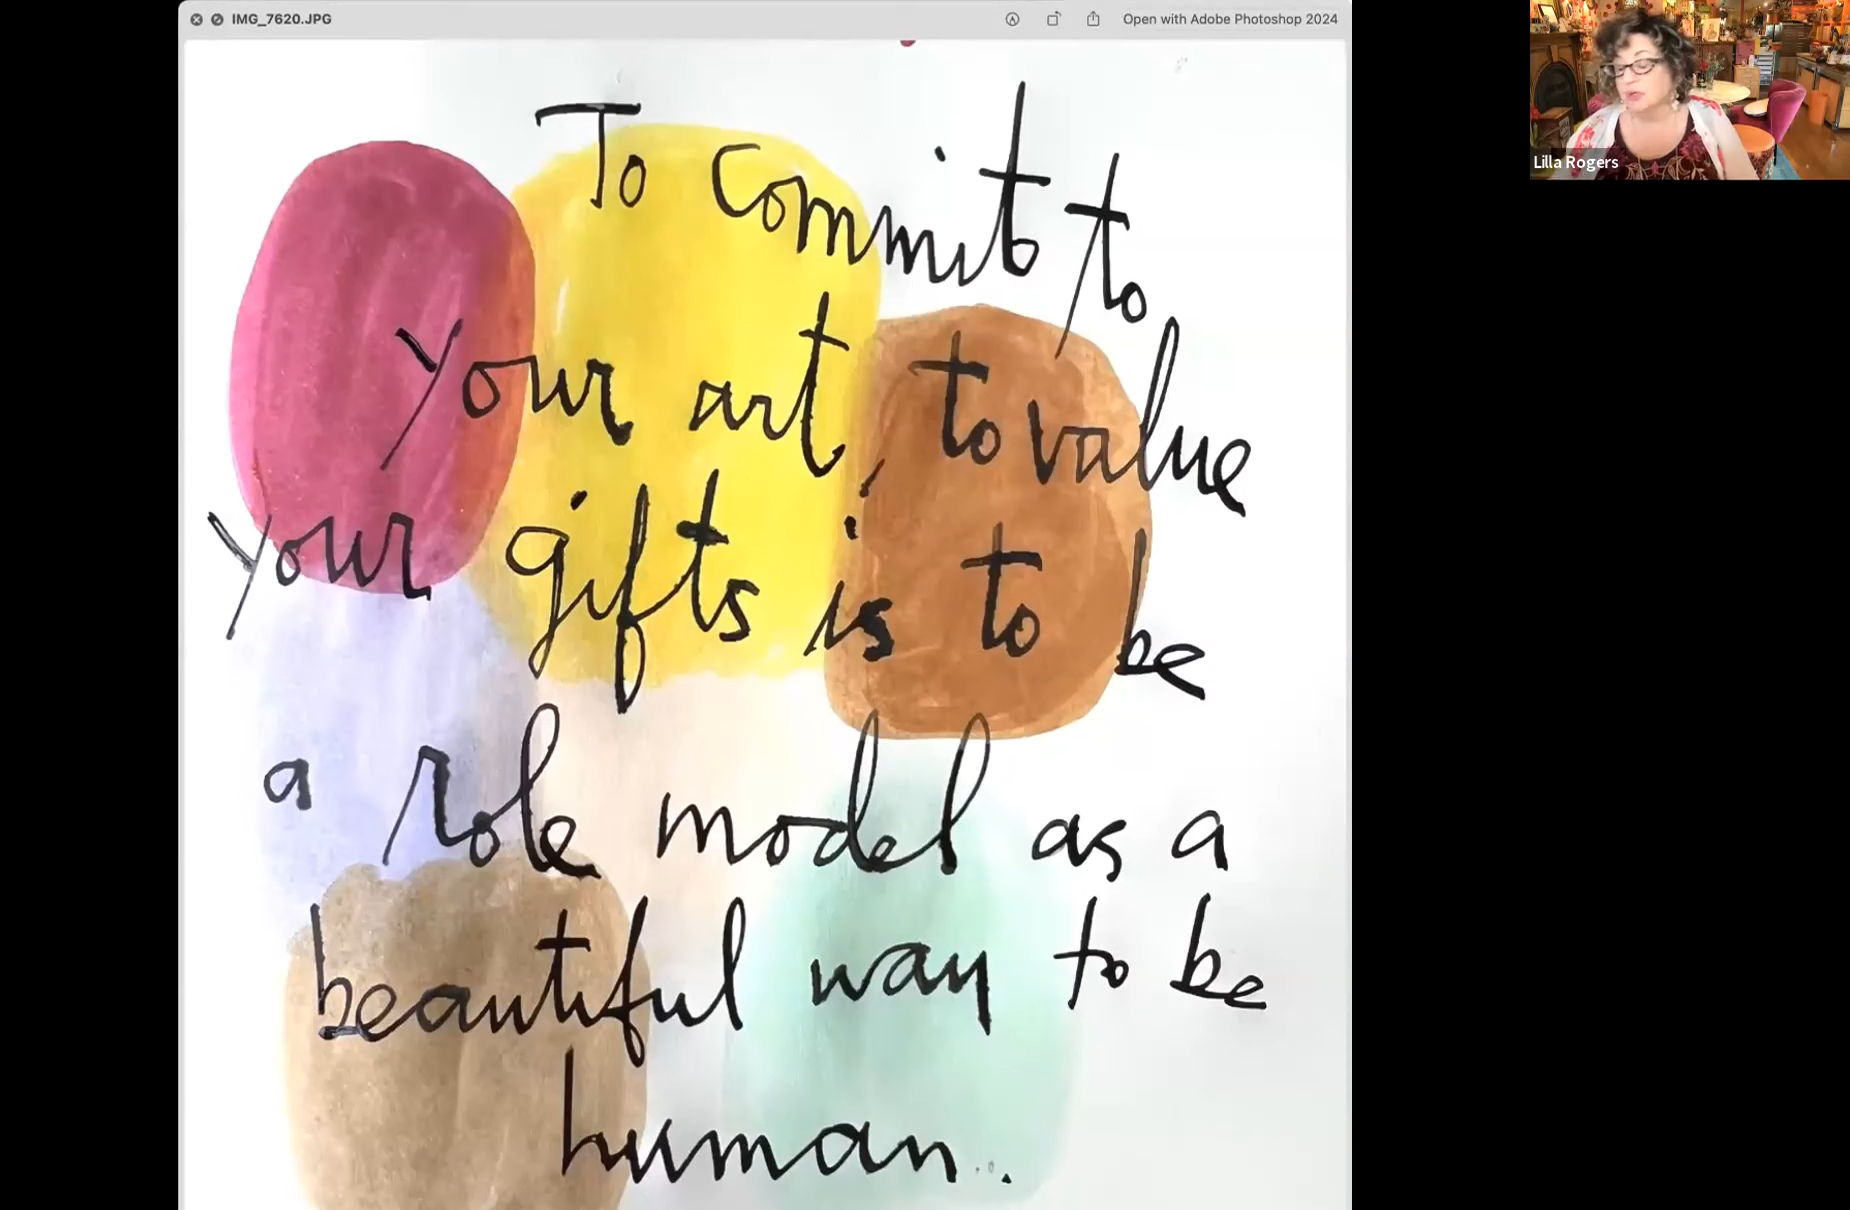 IMG_7620.JPG
Open with Adobe Photoshop 2024
Lilla Rogers
To commit to
your art, to value
your gifts is to be
a role model as a
beautiful way to be
human...